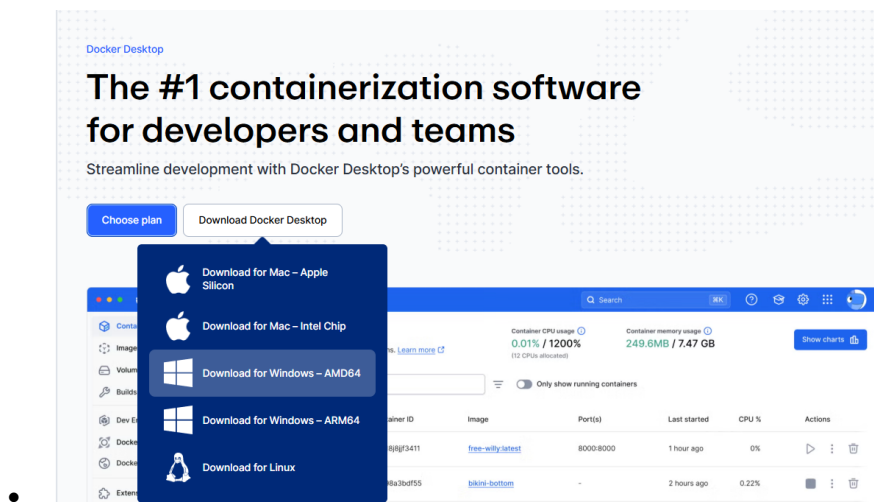 Docker Desktop
The #1 containerization software
for developers and teams
Streamline development with Docker Desktop's powerful container tools.
Choose plan
Download Docker Desktop
Download for Mac – Apple
Silicon
Download for Mac – Intel Chip
Download for Windows – AMD64
Download for Windows – ARM64
Download for Linux
Search
⌘K
Conta
Image
Volum
Builds
Dev E
Docke
Docke
Exten
ns. Learn more
Container CPU usage
0.01% / 1200%
(12 CPUs allocated)
Container memory usage
249.6MB / 7.47 GB
Show charts
Only show running containers
ainer ID
Image
Port(s)
Last started
CPU %
Actions
free-willy:latest
8000:8000
1 hour ago
0%
bikini-bottom
-
2 hours ago
0.22%